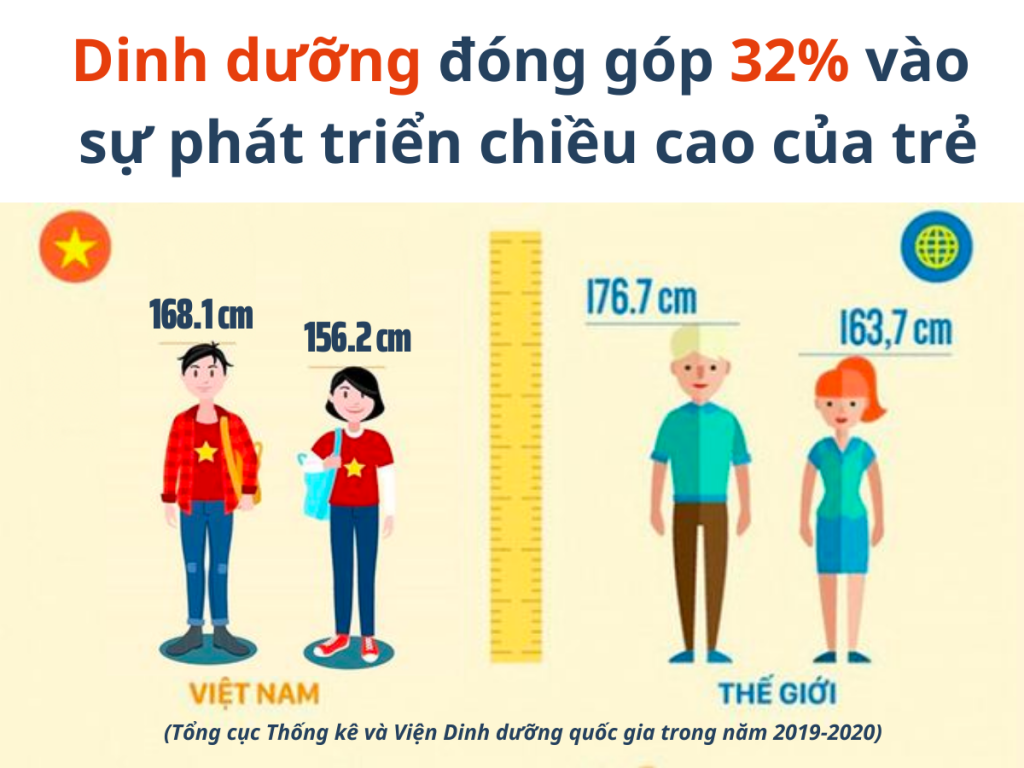 Dinh dưỡng đóng góp 32% vào
sự phát triển chiều cao của trẻ
168.1 cm
156.2 cm
176.7 cm
163,7 cm
VIỆT NAM
THẾ GIỚI
(Tổng cục Thống kê và Viện Dinh dưỡng quốc gia trong năm 2019-2020)